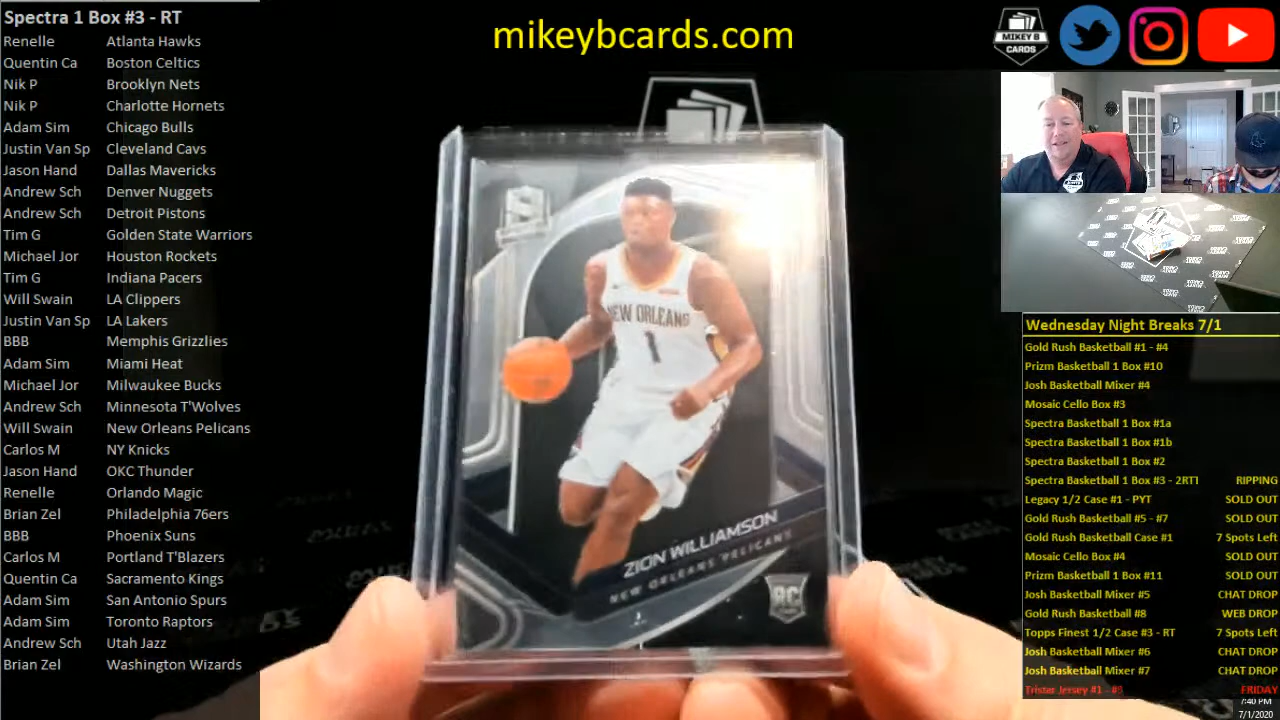 Spectra 1 Box #3 - RT
Renelle Atlanta Hawks
Quentin Ca Boston Celtics
Nik P Brooklyn Nets
Nik P Charlotte Hornets
Adam Sim Chicago Bulls
Justin Van Sp Cleveland Cavs
Jason Hand Dallas Mavericks
Andrew Sch Denver Nuggets
Andrew Sch Detroit Pistons
Tim G Golden State Warriors
Michael Jor Houston Rockets
Tim G Indiana Pacers
Will Swain LA Clippers
Justin Van Sp LA Lakers
BBB Memphis Grizzlies
Adam Sim Miami Heat
Michael Jor Milwaukee Bucks
Andrew Sch Minnesota T'Wolves
Will Swain New Orleans Pelicans
Carlos M NY Knicks
Jason Hand OKC Thunder
Renelle Orlando Magic
Brian Zel Philadelphia 76ers
BBB Phoenix Suns
Carlos M Portland T'Blazers
Quentin Ca Sacramento Kings
Adam Sim San Antonio Spurs
Adam Sim Toronto Raptors
Andrew Sch Utah Jazz
Brian Zel Washington Wizards
mikeybcards.com
NEW ORLEANS
1
ZION WILLIAMSON
NEW ORLEANS PELICANS
RC
MIKEY B
CARDS
Wednesday Night Breaks 7/1
Gold Rush Basketball #1 - #4
Prizm Basketball 1 Box #10
Josh Basketball Mixer #4
Mosaic Cello Box #3
Spectra Basketball 1 Box #1a
Spectra Basketball 1 Box #1b
Spectra Basketball 1 Box #2
Spectra Basketball 1 Box #3 - 2RT1 RIPPING
Legacy 1/2 Case #1 - PYT SOLD OUT
Gold Rush Basketball #5 - #7 SOLD OUT
Gold Rush Basketball Case #1 7 Spots Left
Mosaic Cello Box #4 SOLD OUT
Prizm Basketball 1 Box #11 SOLD OUT
Josh Basketball Mixer #5 CHAT DROP
Gold Rush Basketball #8 WEB DROP
Topps Finest 1/2 Case #3 - RT 7 Spots Left
Josh Basketball Mixer #6 CHAT DROP
Josh Basketball Mixer #7 CHAT DROP
Tristar Jersey #1 - #3 FRIDAY
7:40 PM
7/1/2020